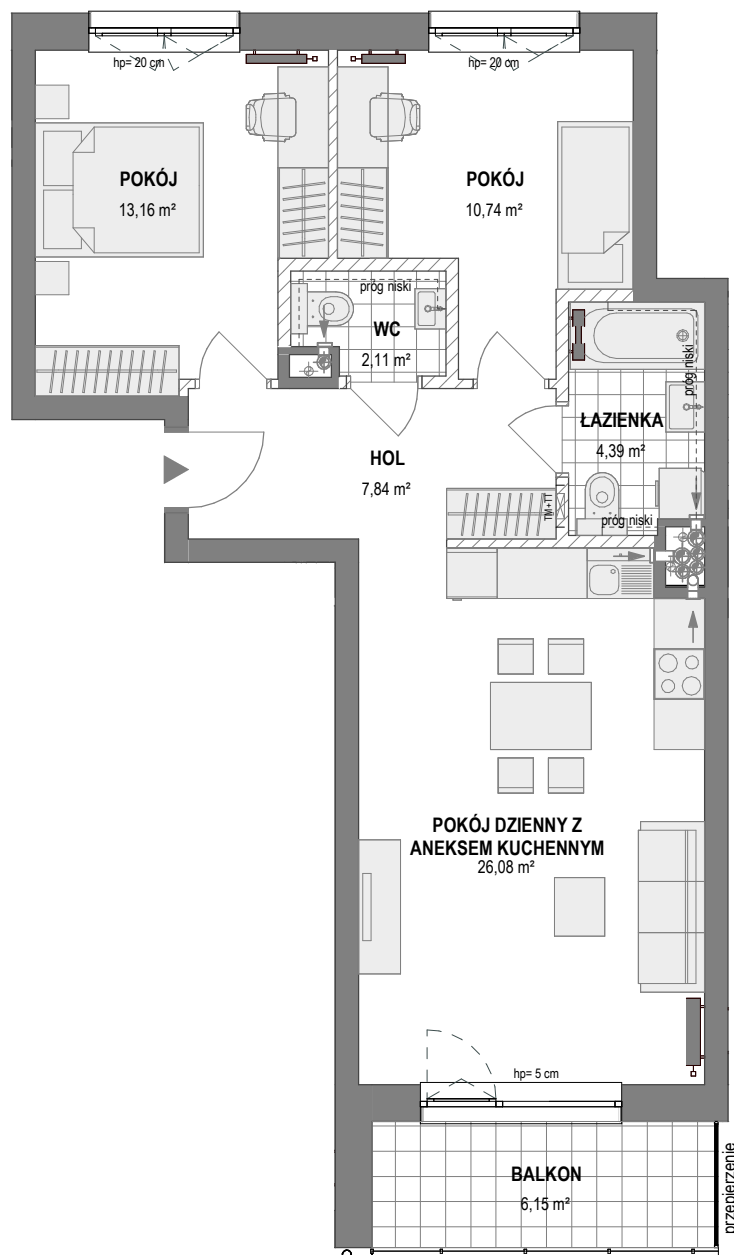 hp= 20 cm
hp= 20 cm
POKÓJ
13,16 m²
POKÓJ
10,74 m²
próg niski
WC
2,11 m²
próg niski
ŁAZIENKA
4,39 m²
HOL
7,84 m²
TM+TT
próg niski
POKÓJ DZIENNY Z
ANEKSEM KUCHENNYM
26,08 m²
hp= 5 cm
BALKON
6,15 m²
przepierzenie